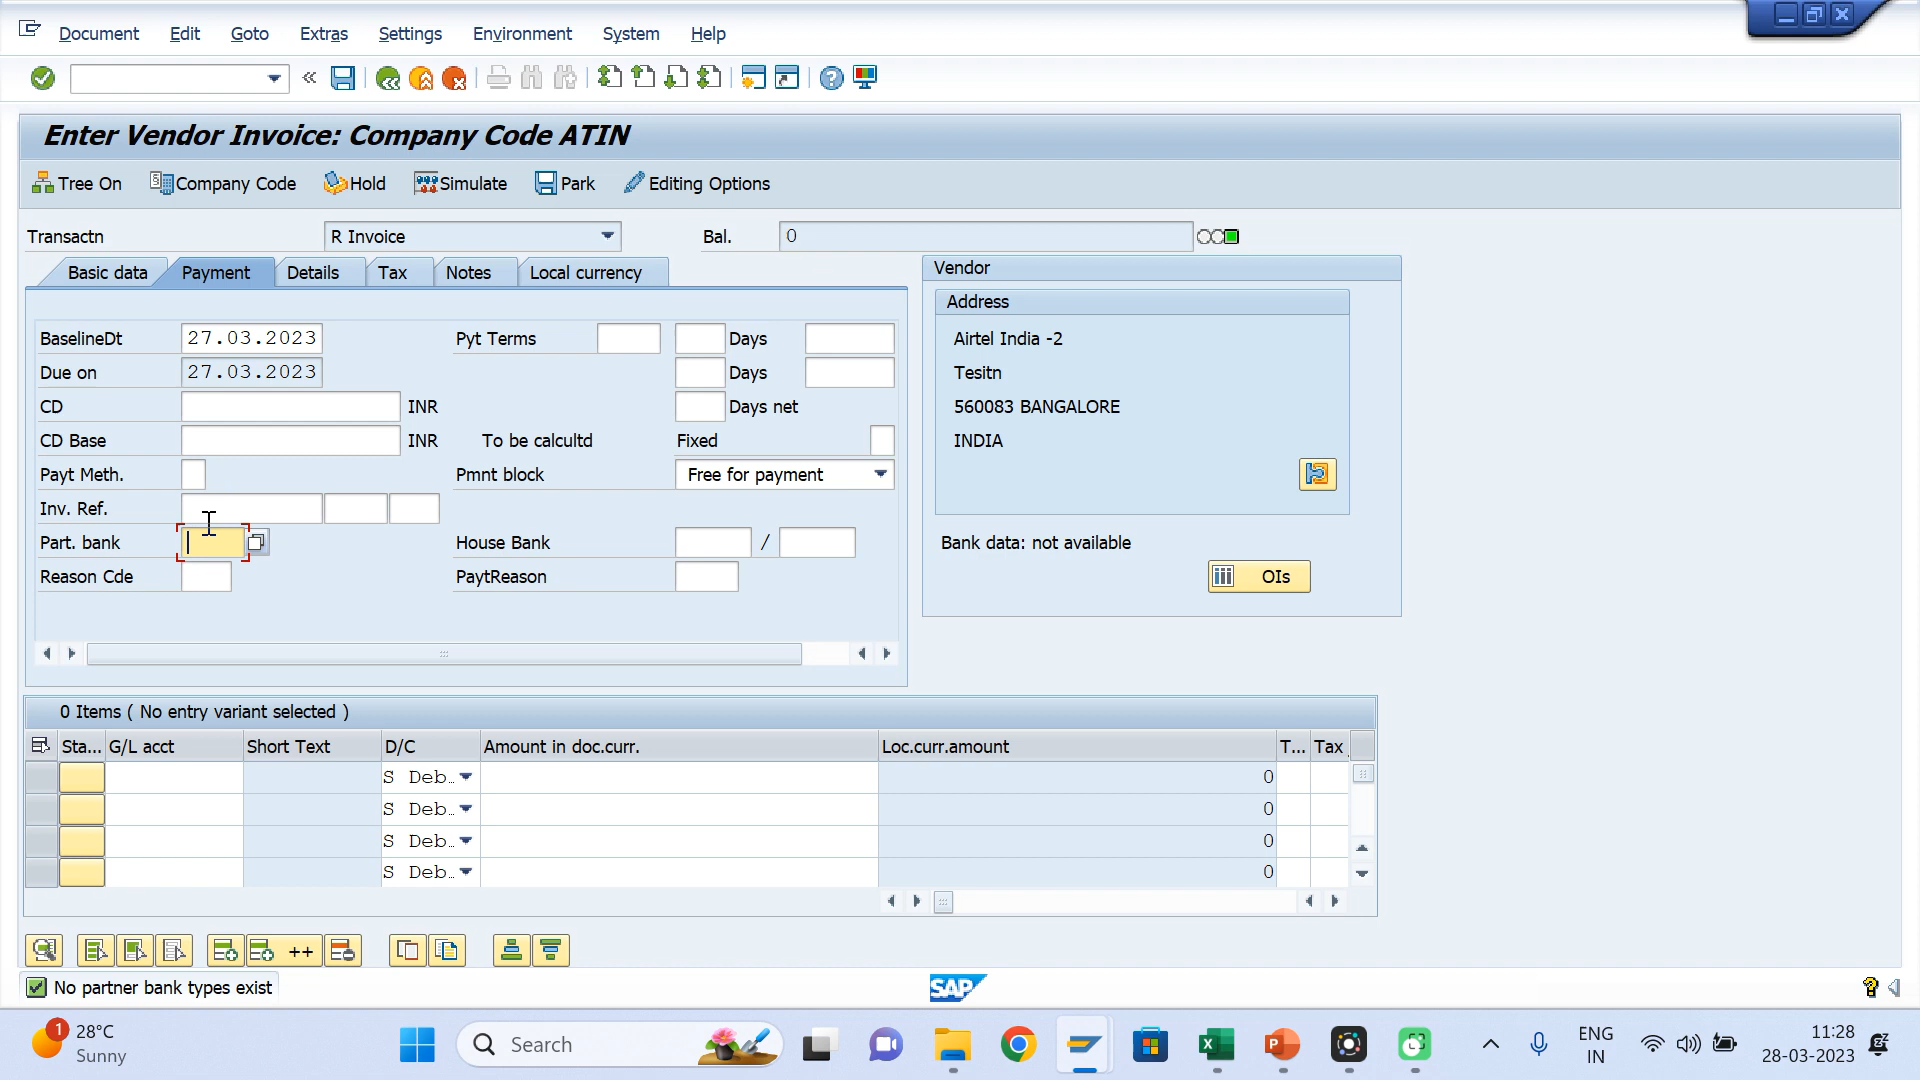 Document Edit Goto Extras Settings Environment System Help
Enter Vendor Invoice: Company Code ATIN
Tree On Company Code Hold Simulate Park Editing Options
Transactn R Invoice Bal. 0
Basic data Payment Details Tax Notes Local currency
Vendor
Address
BaselineDt 27.03.2023 Pyt Terms Days
Airtel India -2
Due on 27.03.2023 Days
Tesitn
CD INR Days net
560083 BANGALORE
CD Base INR To be calcultd Fixed
INDIA
Payt Meth. Pmnt block Free for payment
Inv. Ref.
Part. bank House Bank /
Bank data: not available
Reason Cde PaytReason
OIs
0 Items ( No entry variant selected )
Sta... G/L acct Short Text D/C Amount in doc.curr. Loc.curr.amount T... Tax
S Deb… 0
S Deb… 0
S Deb… 0
S Deb… 0
++
No partner bank types exist
SAP
1
28°C
Sunny
Search
ENG
IN
11:28
28-03-2023